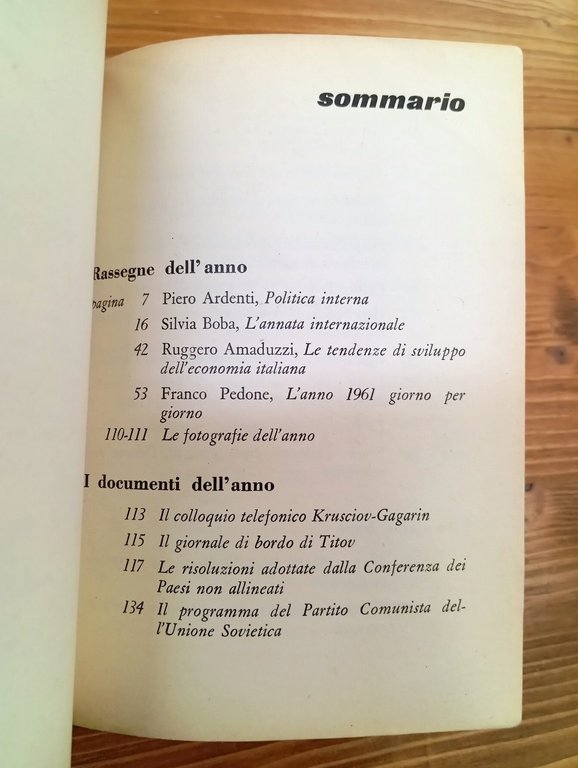 sommario
Rassegne dell'anno
pagina 7 Piero Ardenti, Politica interna
16 Silvia Boba, L'annata internazionale
42 Ruggero Amaduzzi, Le tendenze di sviluppo
dell'economia italiana
53 Franco Pedone, L'anno 1961 giorno per
giorno
110-111 Le fotografie dell'anno
I documenti dell'anno
113 Il colloquio telefonico Krusciov-Gagarin
115 Il giornale di bordo di Titov
117 Le risoluzioni adottate dalla Conferenza dei
Paesi non allineati
134 Il programma del Partito Comunista del-
l'Unione Sovietica